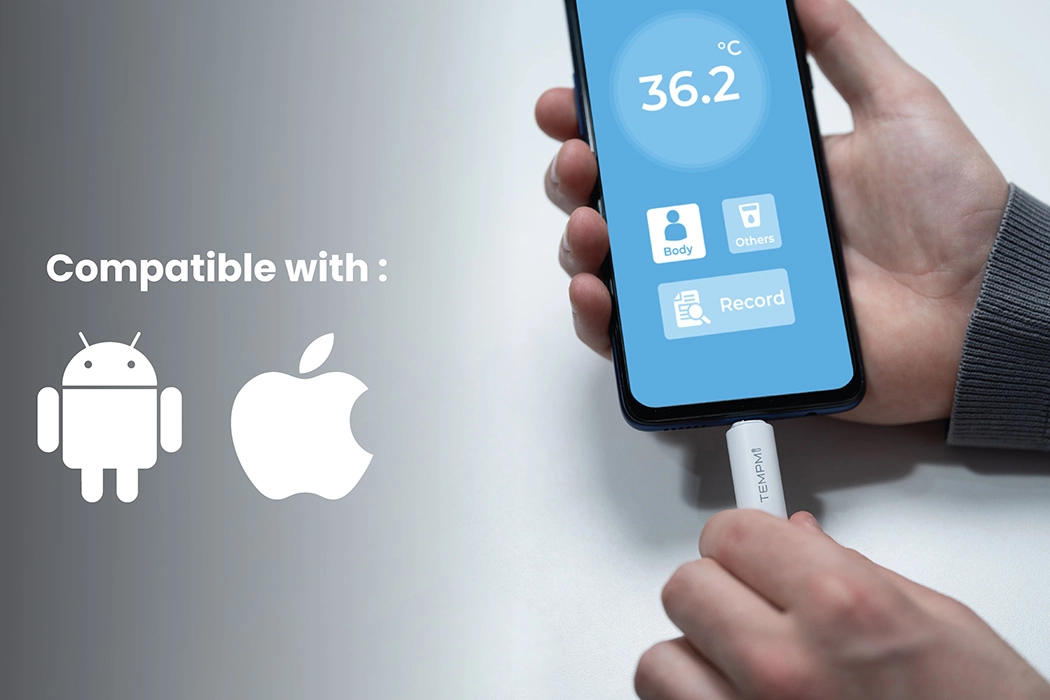 Compatible with :
°C
36.2
Body
Others
Record
TEMPMI